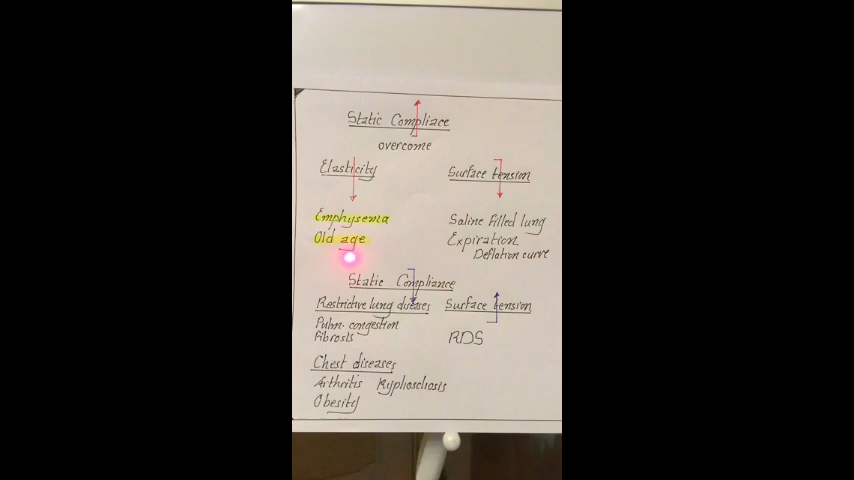 Static Compliace
overcome
Elasticity Surface tension
Emphysema Saline filled lung
Old age Expiration
Deflation curve
Static Compliance
Restrictive lung diseases Surface tension
Pulm. congestion
fibrosis RDS
Chest diseases
Arthritis Kyphoscliosis
Obesity